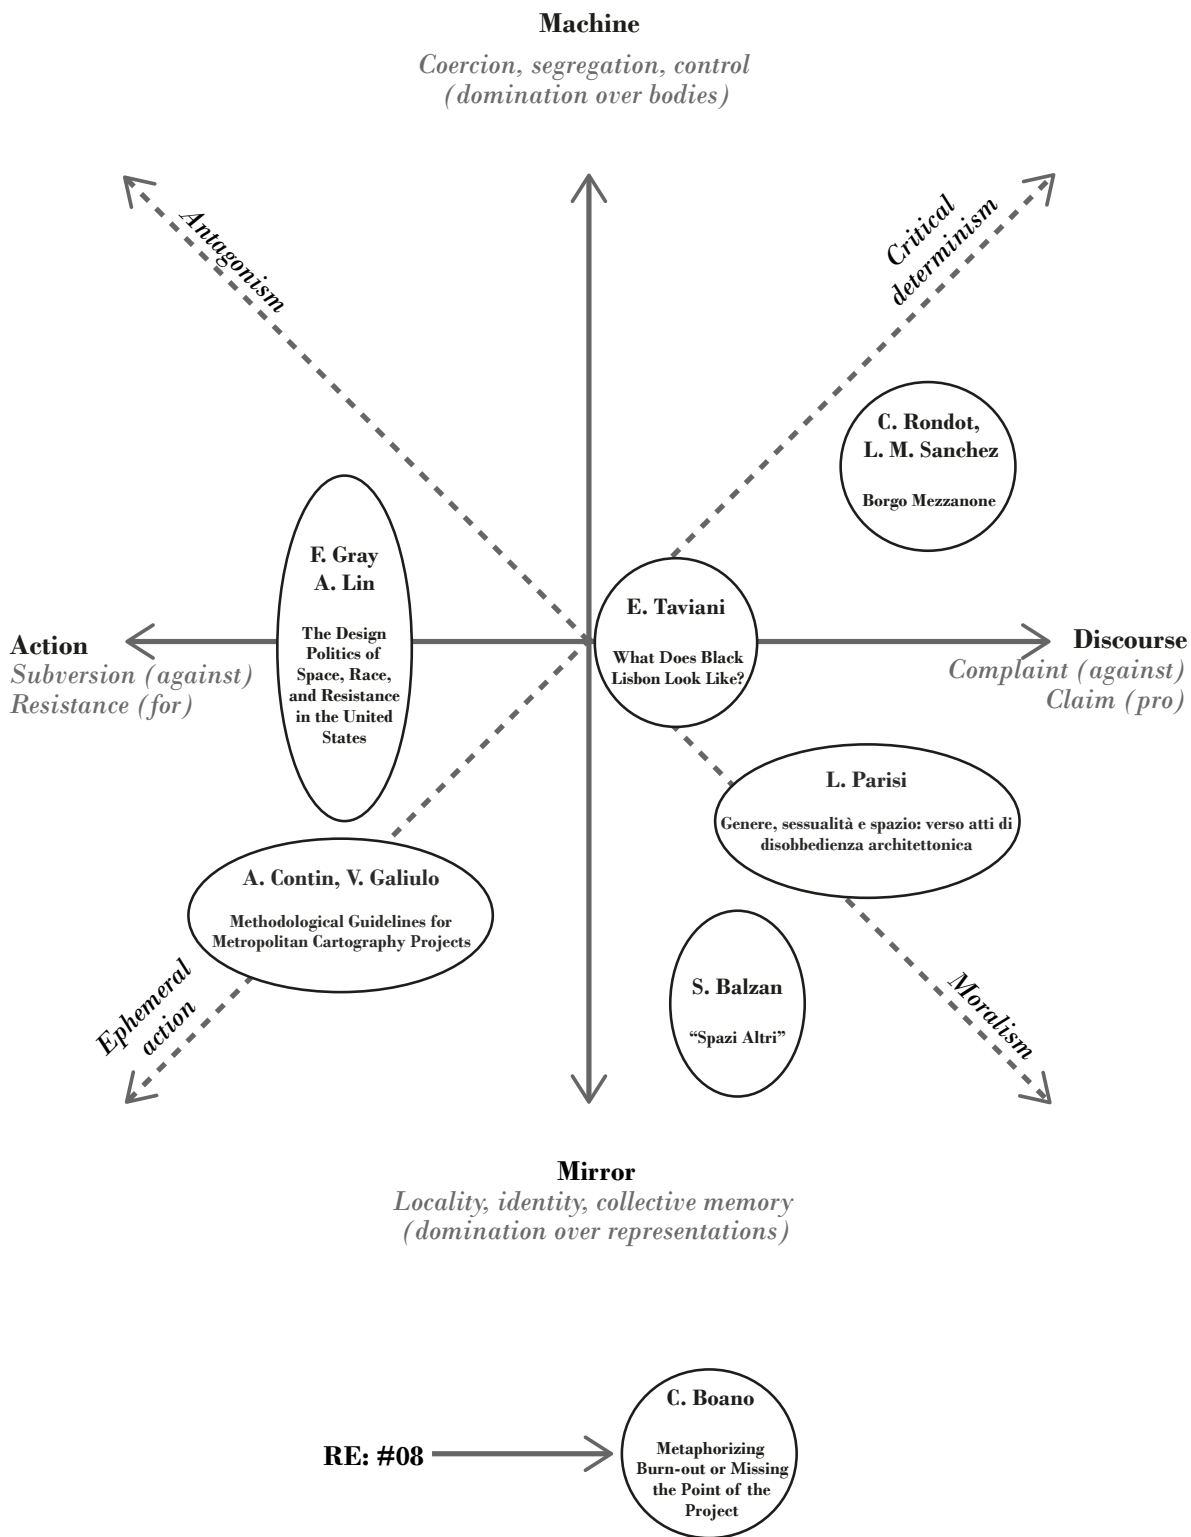 Machine
Coercion, segregation, control
(domination over bodies)
Antagonism
Critical
determinism
C. Rondot,
L. M. Sanchez
Borgo Mezzanone
F. Gray
A. Lin
The Design
Politics of
Space, Race,
and Resistance
in the United
States
E. Taviani
What Does Black
Lisbon Look Like?
Action
Subversion (against)
Resistance (for)
Discourse
Complaint (against)
Claim (pro)
L. Parisi
Genere, sessualità e spazio: verso atti di
disobbedienza architettonica
A. Contin, V. Galiulo
Methodological Guidelines for
Metropolitan Cartography Projects
S. Balzan
“Spazi Altri”
Ephemeral
action
Moralism
Mirror
Locality, identity, collective memory
(domination over representations)
RE: #08
C. Boano
Metaphorizing
Burn-out or Missing
the Point of the
Project